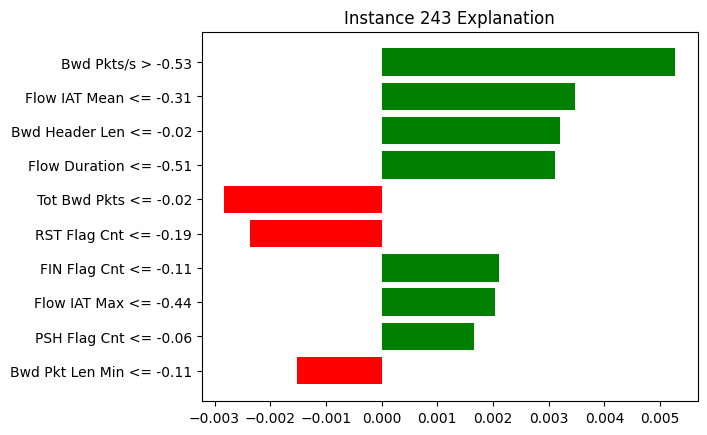 Instance 243 Explanation
Bwd Pkts/s > -0.53
Flow IAT Mean <= -0.31
Bwd Header Len <= -0.02
Flow Duration <= -0.51
Tot Bwd Pkts <= -0.02
RST Flag Cnt <= -0.19
FIN Flag Cnt <= -0.11
Flow IAT Max <= -0.44
PSH Flag Cnt <= -0.06
Bwd Pkt Len Min <= -0.11
−0.003 −0.002 −0.001 0.000 0.001 0.002 0.003 0.004 0.005